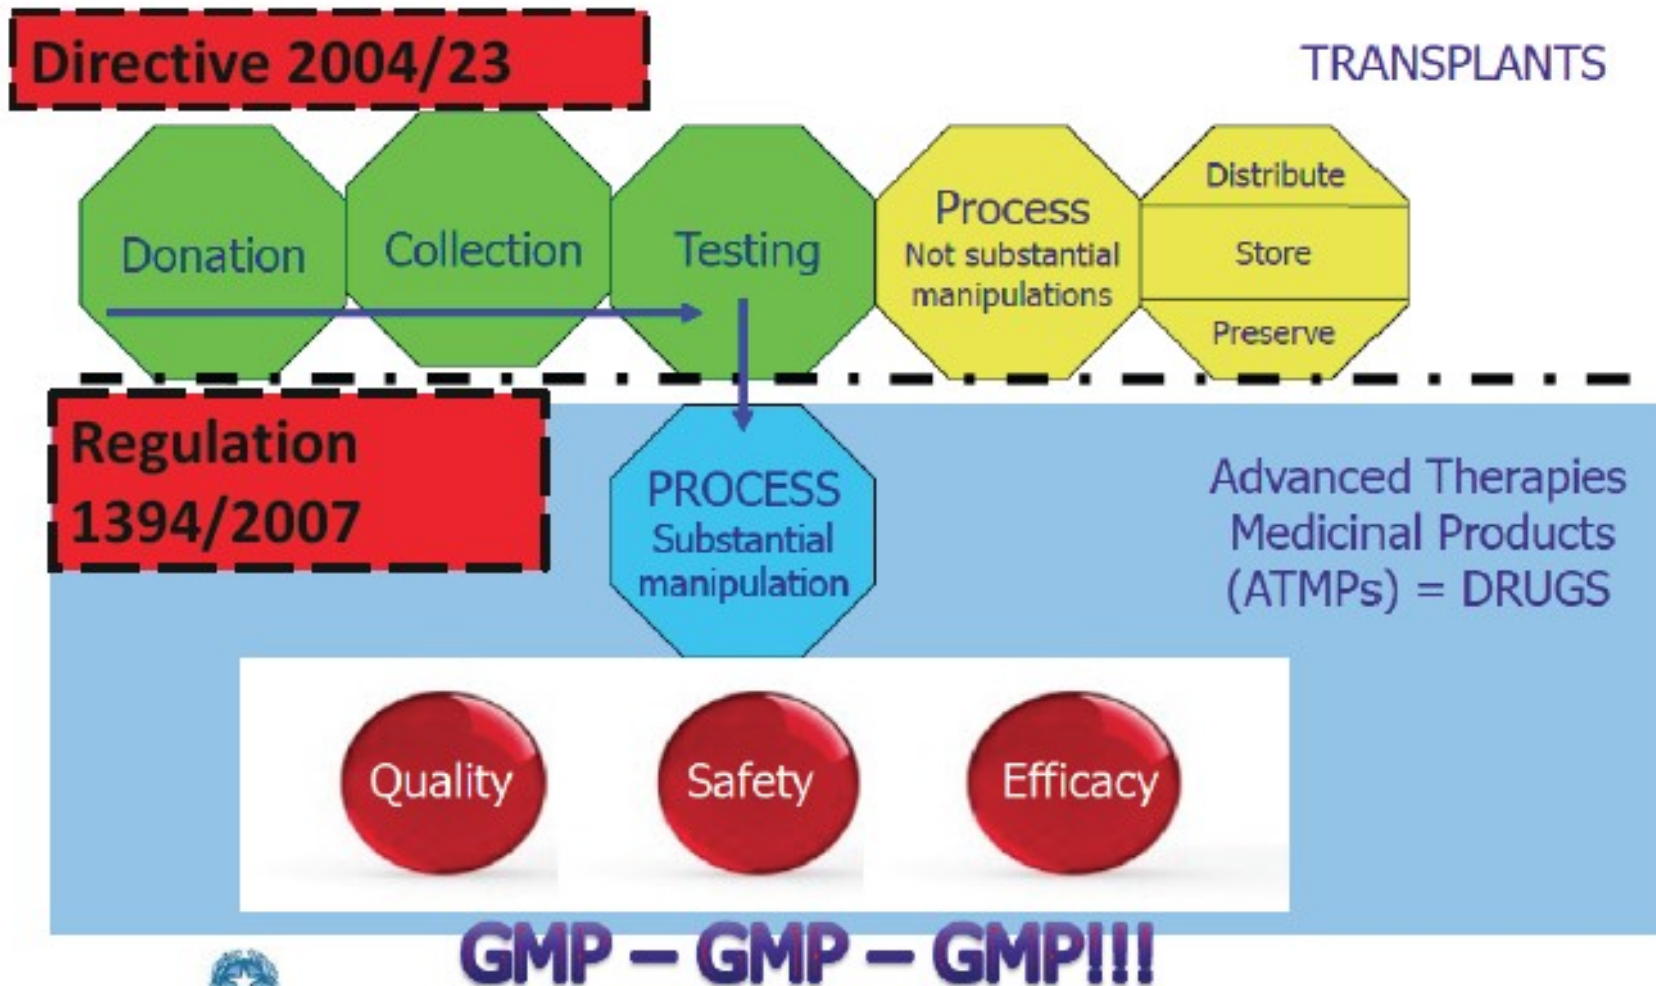 Directive 2004/23
TRANSPLANTS
Donation
Collection
Testing
Process
Not substantial
manipulations
Distribute
Store
Preserve
Regulation
1394/2007
PROCESS
Substantial
manipulation
Advanced Therapies
Medicinal Products
(ATMPs) = DRUGS
Quality
Safety
Efficacy
GMP – GMP – GMP!!!